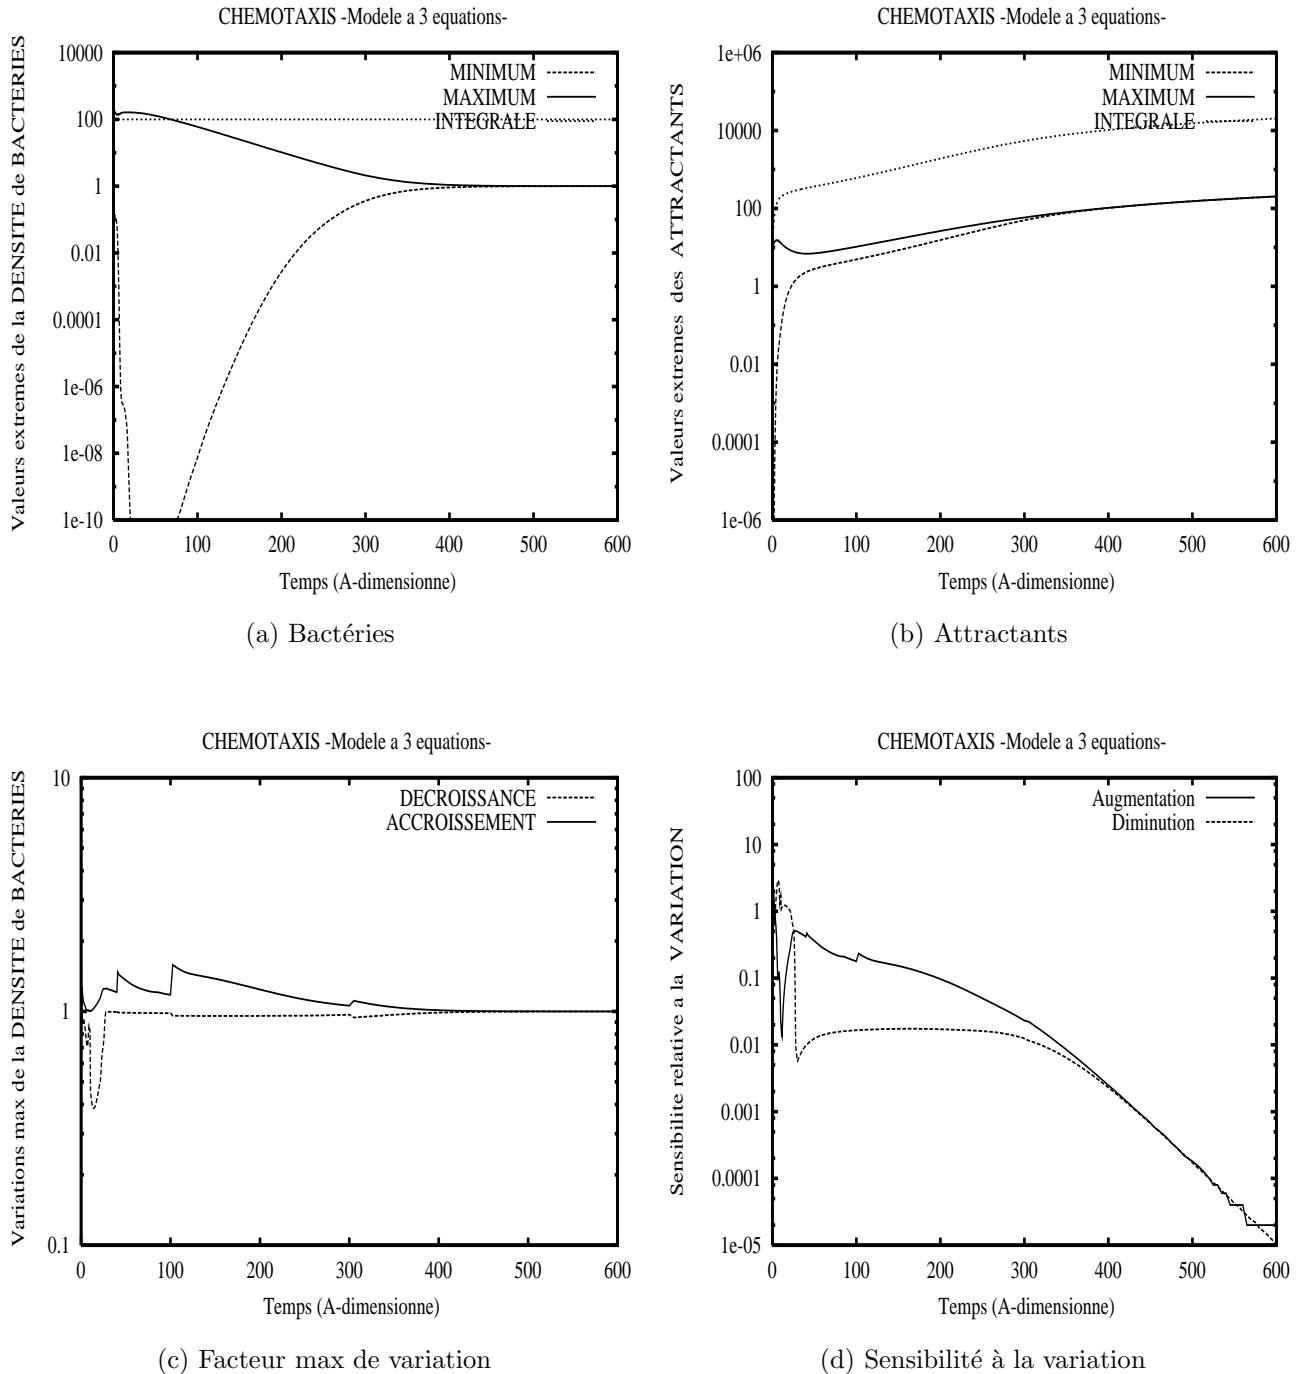 CHEMOTAXIS -Modele a 3 equations-
Valeurs extremes de la DENSITE de BACTERIES
10000
100
1
0.01
0.0001
1e-06
1e-08
1e-10
MINIMUM
MAXIMUM
INTEGRALE
0 100 200 300 400 500 600
Temps (A-dimensionne)
(a) Bactéries
CHEMOTAXIS -Modele a 3 equations-
Valeurs extremes des ATTRACTANTS
1e+06
10000
100
1
0.01
0.0001
1e-06
MINIMUM
MAXIMUM
INTEGRALE
0 100 200 300 400 500 600
Temps (A-dimensionne)
(b) Attractants
CHEMOTAXIS -Modele a 3 equations-
Variations max de la DENSITE de BACTERIES
10
1
0.1
DECROISSANCE
ACCROISSEMENT
0 100 200 300 400 500 600
Temps (A-dimensionne)
(c) Facteur max de variation
CHEMOTAXIS -Modele a 3 equations-
Sensibilite relative a la VARIATION
100
10
1
0.1
0.01
0.001
0.0001
1e-05
Augmentation
Diminution
0 100 200 300 400 500 600
Temps (A-dimensionne)
(d) Sensibilité à la variation